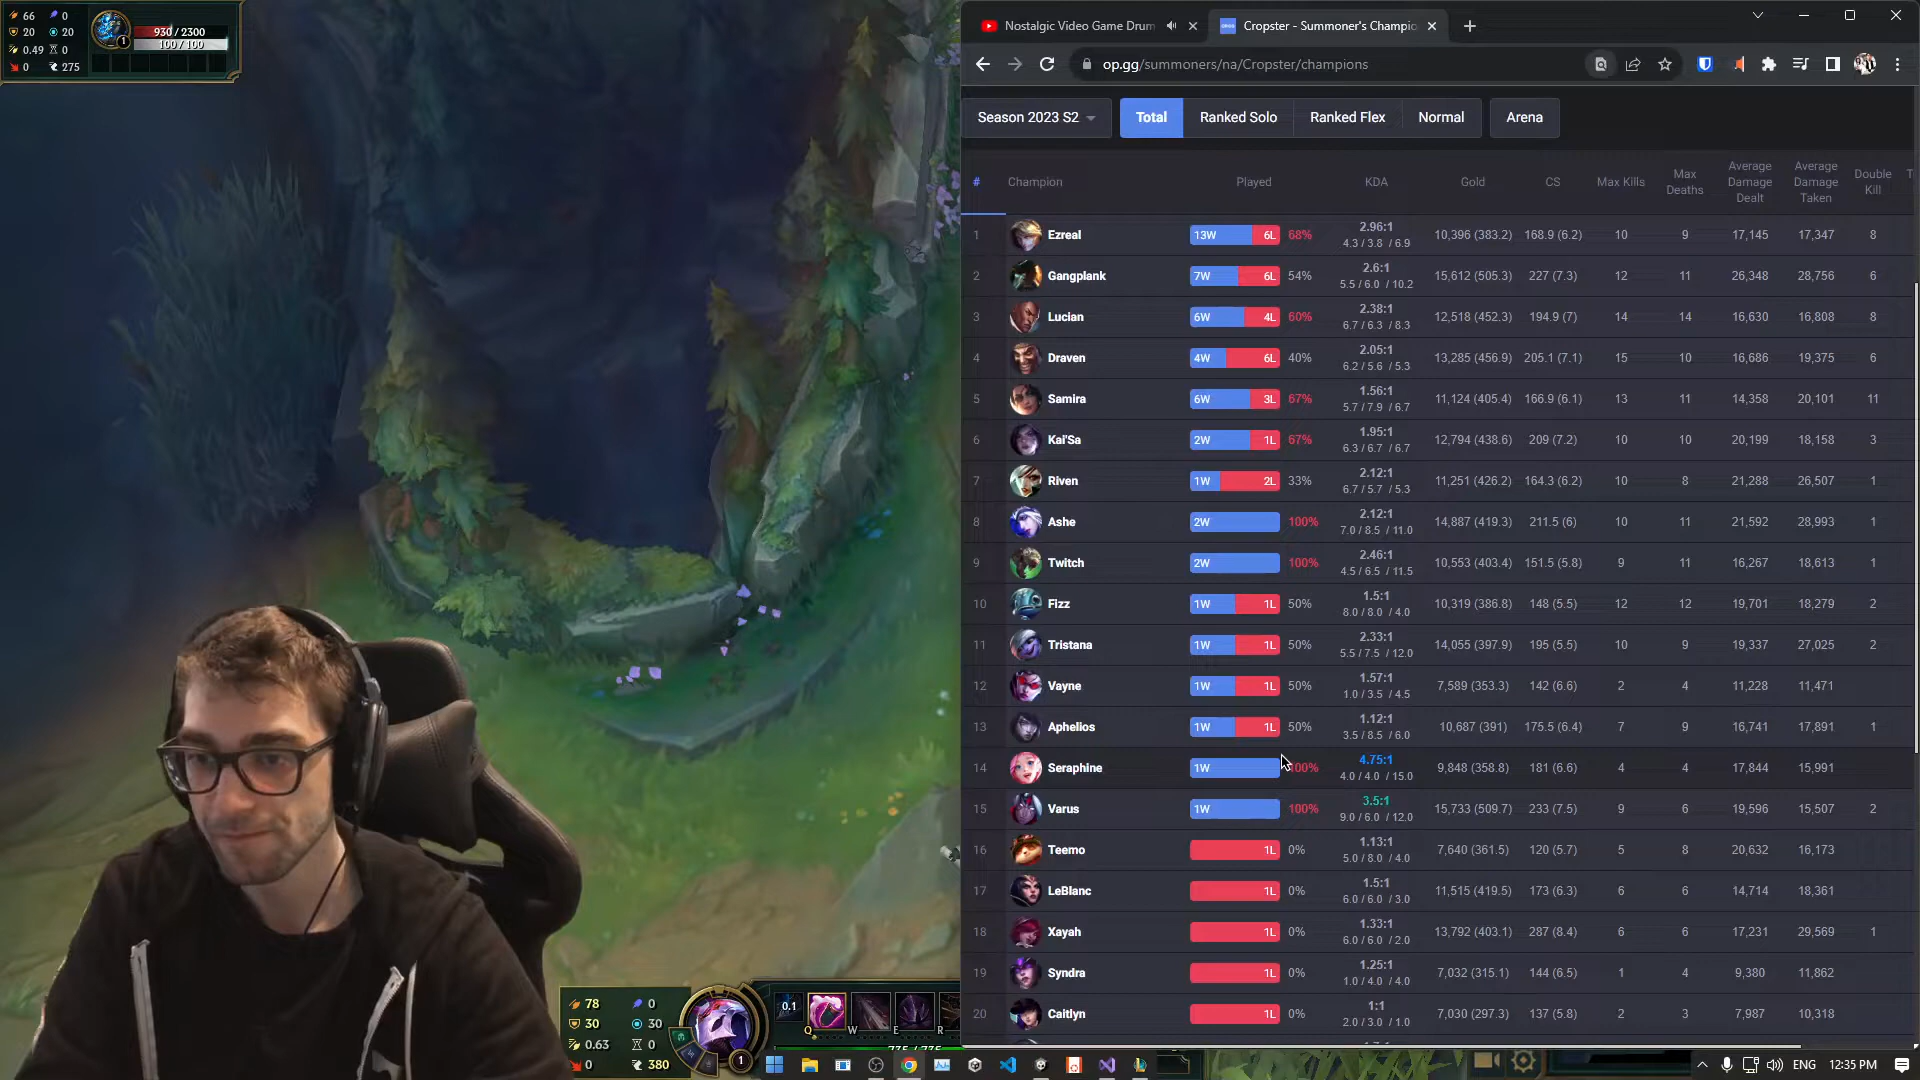 66 0
20 20
0.49 0
0 275
1
930 / 2300
100 / 100
Nostalgic Video Game Drum
Cropster - Summoner's Champio
op.gg/summoners/na/Cropster/champions
Season 2023 S2 Total Ranked Solo Ranked Flex Normal Arena
# Champion Played KDA Gold CS Max Kills Max Deaths Average Damage Dealt Average Damage Taken Double Kill T
1 Ezreal 13W 6L 68% 2.96:1 4.3 / 3.8 / 6.9 10,396 (383.2) 168.9 (6.2) 10 9 17,145 17,347 8
2 Gangplank 7W 6L 54% 2.6:1 5.5 / 6.0 / 10.2 15,612 (505.3) 227 (7.3) 12 11 26,348 28,756 6
3 Lucian 6W 4L 60% 2.38:1 6.7 / 6.3 / 8.3 12,518 (452.3) 194.9 (7) 14 14 16,630 16,808 8
4 Draven 4W 6L 40% 2.05:1 6.2 / 5.6 / 5.3 13,285 (456.9) 205.1 (7.1) 15 10 16,686 19,375 6
5 Samira 6W 3L 67% 1.56:1 5.7 / 7.9 / 6.7 11,124 (405.4) 166.9 (6.1) 13 11 14,358 20,101 11
6 Kai'Sa 2W 1L 67% 1.95:1 6.3 / 6.7 / 6.7 12,794 (438.6) 209 (7.2) 10 10 20,199 18,158 3
7 Riven 1W 2L 33% 2.12:1 6.7 / 5.7 / 5.3 11,251 (426.2) 164.3 (6.2) 10 8 21,288 26,507 1
8 Ashe 2W 100% 2.12:1 7.0 / 8.5 / 11.0 14,887 (419.3) 211.5 (6) 10 11 21,592 28,993 1
9 Twitch 2W 100% 2.46:1 4.5 / 6.5 / 11.5 10,553 (403.4) 151.5 (5.8) 9 11 16,267 18,613 1
10 Fizz 1W 1L 50% 1.5:1 8.0 / 8.0 / 4.0 10,319 (386.8) 148 (5.5) 12 12 19,701 18,279 2
11 Tristana 1W 1L 50% 2.33:1 5.5 / 7.5 / 12.0 14,055 (397.9) 195 (5.5) 10 9 19,337 27,025 2
12 Vayne 1W 1L 50% 1.57:1 1.0 / 3.5 / 4.5 7,589 (353.3) 142 (6.6) 2 4 11,228 11,471
13 Aphelios 1W 1L 50% 1.12:1 3.5 / 8.5 / 6.0 10,687 (391) 175.5 (6.4) 7 9 16,741 17,891 1
14 Seraphine 1W 100% 4.75:1 4.0 / 4.0 / 15.0 9,848 (358.8) 181 (6.6) 4 4 17,844 15,991
15 Varus 1W 100% 3.5:1 9.0 / 6.0 / 12.0 15,733 (509.7) 233 (7.5) 9 6 19,596 15,507 2
16 Teemo 1L 0% 1.13:1 5.0 / 8.0 / 4.0 7,640 (361.5) 120 (5.7) 5 8 20,632 16,173
17 LeBlanc 1L 0% 1.5:1 6.0 / 6.0 / 3.0 11,515 (419.5) 173 (6.3) 6 6 14,714 18,361
18 Xayah 1L 0% 1.33:1 6.0 / 6.0 / 2.0 13,792 (403.1) 287 (8.4) 6 6 17,231 29,569 1
19 Syndra 1L 0% 1.25:1 1.0 / 4.0 / 4.0 7,032 (315.1) 144 (6.5) 1 4 9,380 11,862
20 Caitlyn 1L 0% 1:1 2.0 / 3.0 / 1.0 7,030 (297.3) 137 (5.8) 2 3 7,987 10,318
78 0
30 30
0.63 0
0 380
1
0.1
Q W E R
ENG 12:35 PM